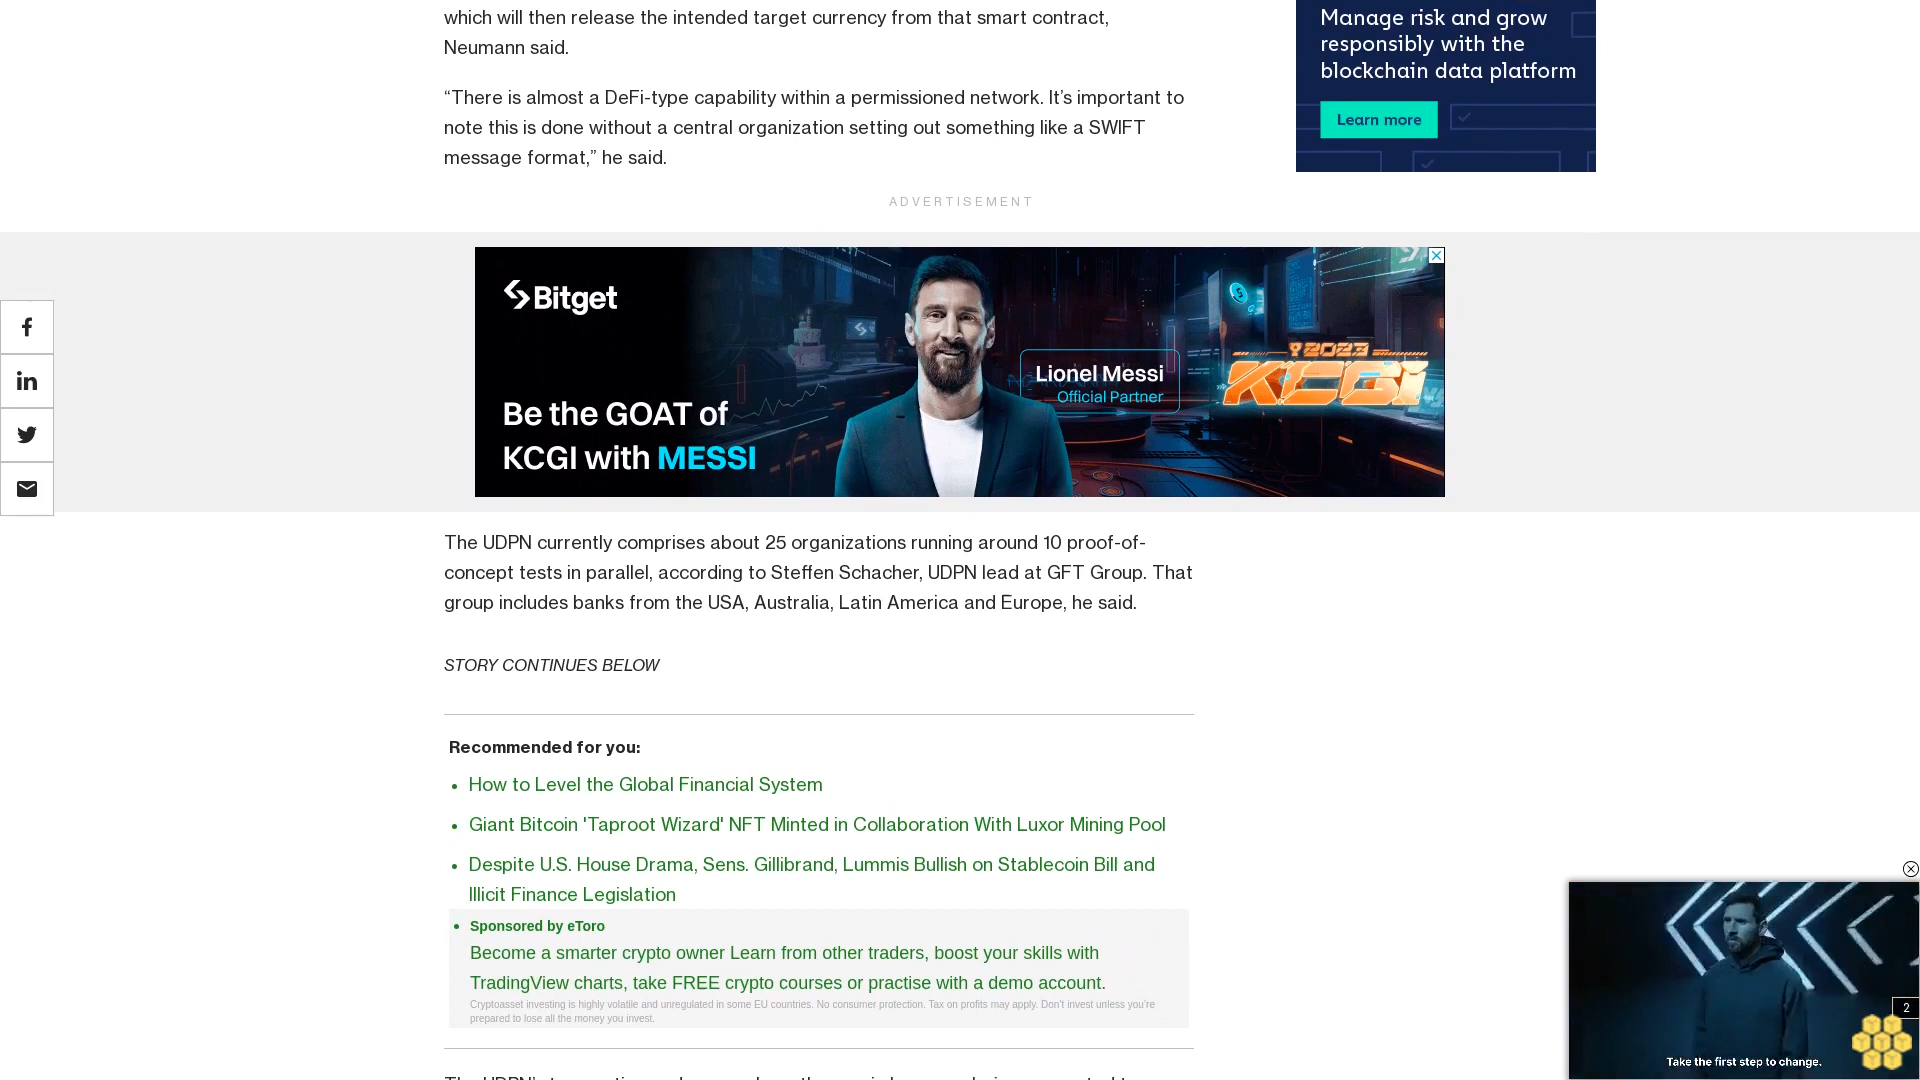 which will then release the intended target currency from that smart contract,
Neumann said.
“There is almost a DeFi-type capability within a permissioned network. It’s important to
note this is done without a central organization setting out something like a SWIFT
message format,” he said.
Manage risk and grow
responsibly with the
blockchain data platform
Learn more
ADVERTISEMENT
Bitget
Be the GOAT of
KCGI with MESSI
Lionel Messi
Official Partner
2023
KCGI
The UDPN currently comprises about 25 organizations running around 10 proof-of-
concept tests in parallel, according to Steffen Schacher, UDPN lead at GFT Group. That
group includes banks from the USA, Australia, Latin America and Europe, he said.
STORY CONTINUES BELOW
Recommended for you:
• How to Level the Global Financial System
• Giant Bitcoin 'Taproot Wizard' NFT Minted in Collaboration With Luxor Mining Pool
• Despite U.S. House Drama, Sens. Gillibrand, Lummis Bullish on Stablecoin Bill and
Illicit Finance Legislation
• Sponsored by eToro
Become a smarter crypto owner Learn from other traders, boost your skills with
TradingView charts, take FREE crypto courses or practise with a demo account.
Cryptoasset investing is highly volatile and unregulated in some EU countries. No consumer protection. Tax on profits may apply. Don’t invest unless you’re
prepared to lose all the money you invest.
2
Take the first step to change.